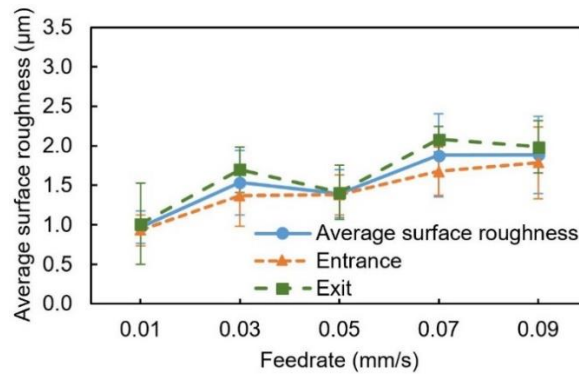 Average surface roughness (μm)
3.5
3.0
2.5
2.0
1.5
1.0
0.5
0.0
Average surface roughness
Entrance
Exit
0.01 0.03 0.05 0.07 0.09
Feedrate (mm/s)